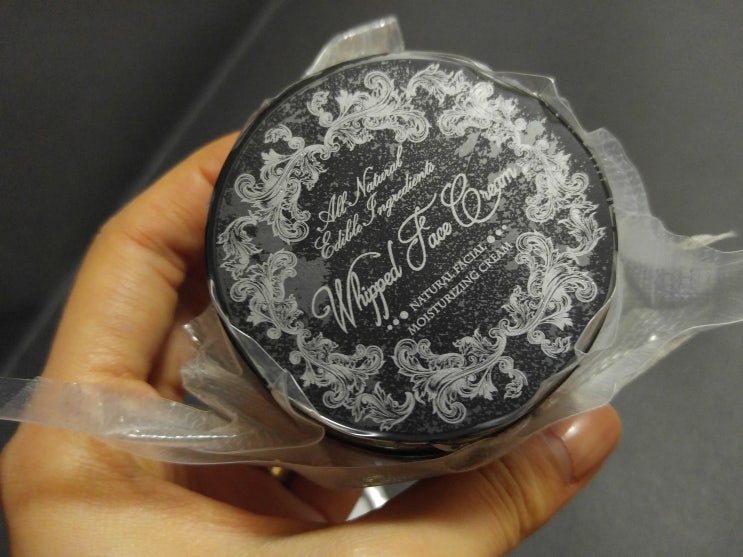 All Natural
Edible Ingredients
Whipped Face Cream
NATURAL FACIAL
MOISTURIZING CREAM